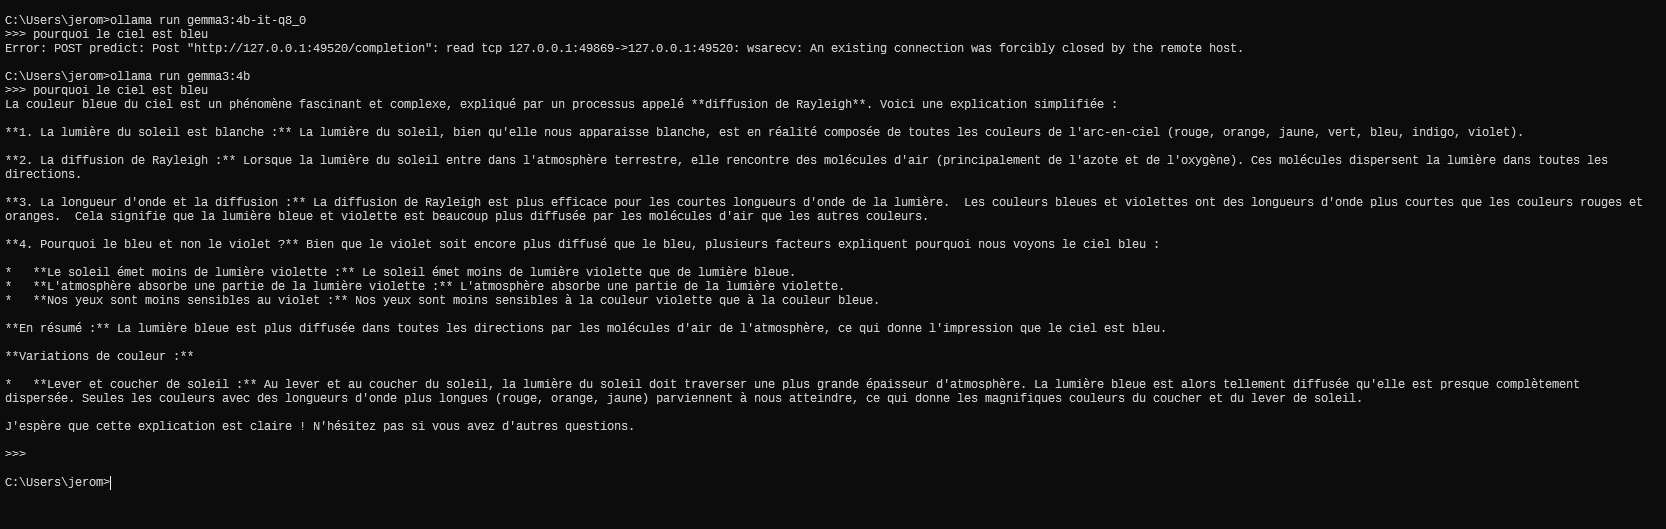 C:\Users\jerom>ollama run gemma3:4b-it-q8_0
>>> pourquoi le ciel est bleu
Error: POST predict: Post "http://127.0.0.1:49520/completion": read tcp 127.0.0.1:49869->127.0.0.1:49520: wsarecv: An existing connection was forcibly closed by the remote host.
C:\Users\jerom>ollama run gemma3:4b
>>> pourquoi le ciel est bleu
La couleur bleue du ciel est un phénomène fascinant et complexe, expliqué par un processus appelé **diffusion de Rayleigh**. Voici une explication simplifiée :
**1. La lumière du soleil est blanche :** La lumière du soleil, bien qu'elle nous apparaisse blanche, est en réalité composée de toutes les couleurs de l'arc-en-ciel (rouge, orange, jaune, vert, bleu, indigo, violet).
**2. La diffusion de Rayleigh :** Lorsque la lumière du soleil entre dans l'atmosphère terrestre, elle rencontre des molécules d'air (principalement de l'azote et de l'oxygène). Ces molécules dispersent la lumière dans toutes les
directions.
**3. La longueur d'onde et la diffusion :** La diffusion de Rayleigh est plus efficace pour les courtes longueurs d'onde de la lumière.  Les couleurs bleues et violettes ont des longueurs d'onde plus courtes que les couleurs rouges et
oranges.  Cela signifie que la lumière bleue et violette est beaucoup plus diffusée par les molécules d'air que les autres couleurs.
**4. Pourquoi le bleu et non le violet ?** Bien que le violet soit encore plus diffusé que le bleu, plusieurs facteurs expliquent pourquoi nous voyons le ciel bleu :
*   **Le soleil émet moins de lumière violette :** Le soleil émet moins de lumière violette que de lumière bleue.
*   **L'atmosphère absorbe une partie de la lumière violette :** L'atmosphère absorbe une partie de la lumière violette.
*   **Nos yeux sont moins sensibles au violet :** Nos yeux sont moins sensibles à la couleur violette que à la couleur bleue.
**En résumé :** La lumière bleue est plus diffusée dans toutes les directions par les molécules d'air de l'atmosphère, ce qui donne l'impression que le ciel est bleu.
**Variations de couleur :**
*   **Lever et coucher de soleil :** Au lever et au coucher du soleil, la lumière du soleil doit traverser une plus grande épaisseur d'atmosphère. La lumière bleue est alors tellement diffusée qu'elle est presque complètement
dispersée. Seules les couleurs avec des longueurs d'onde plus longues (rouge, orange, jaune) parviennent à nous atteindre, ce qui donne les magnifiques couleurs du coucher et du lever de soleil.
J'espère que cette explication est claire ! N'hésitez pas si vous avez d'autres questions.
>>>
C:\Users\jerom>